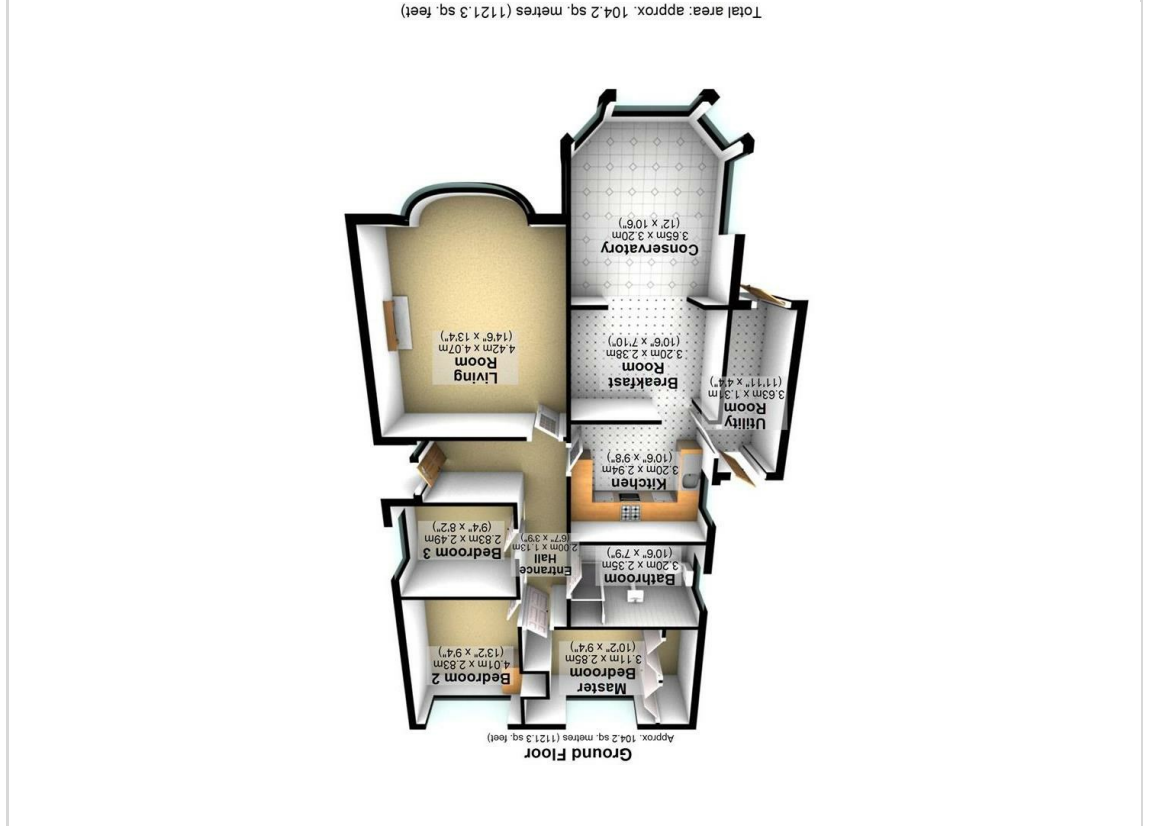 Ground Floor
Approx. 104.2 sq. metres (1121.3 sq. feet)
Master
Bedroom
3.11m x 2.85m
(10'2" x 9'4")
Bedroom 2
4.01m x 2.83m
(13'2" x 9'4")
Bathroom
3.20m x 2.35m
(10'6" x 7'9")
Entrance
Hall
2.00m x 1.13m
(6'7" x 3'9")
Bedroom 3
2.83m x 2.49m
(9'4" x 8'2")
Kitchen
3.20m x 2.94m
(10'6" x 9'8")
Utility
Room
3.63m x 1.31m
(11'11" x 4'4")
Breakfast
Room
3.20m x 2.38m
(10'6" x 7'10")
Living
Room
4.42m x 4.07m
(14'6" x 13'4")
Conservatory
3.65m x 3.20m
(12' x 10'6")
Total area: approx. 104.2 sq. metres (1121.3 sq. feet)